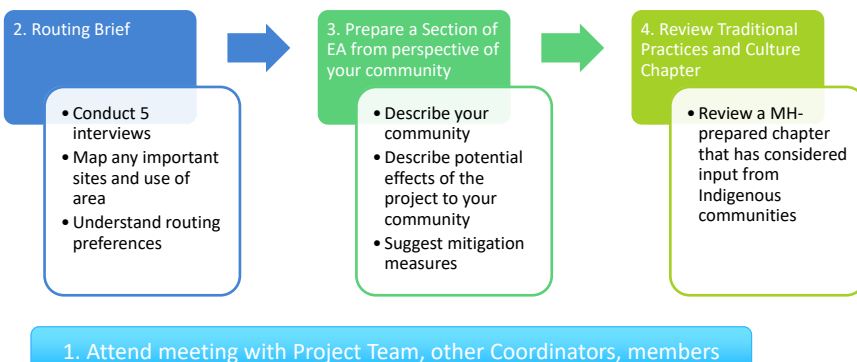 2. Routing Brief
• Conduct 5
interviews
• Map any important
sites and use of
area
• Understand routing
preferences
3. Prepare a Section of
EA from perspective of
your community
• Describe your
community
• Describe potential
effects of the
project to your
community
• Suggest mitigation
measures
4. Review Traditional
Practices and Culture
Chapter
• Review a MH-
prepared chapter
that has considered
input from
Indigenous
communities
1. Attend meeting with Project Team, other Coordinators, members